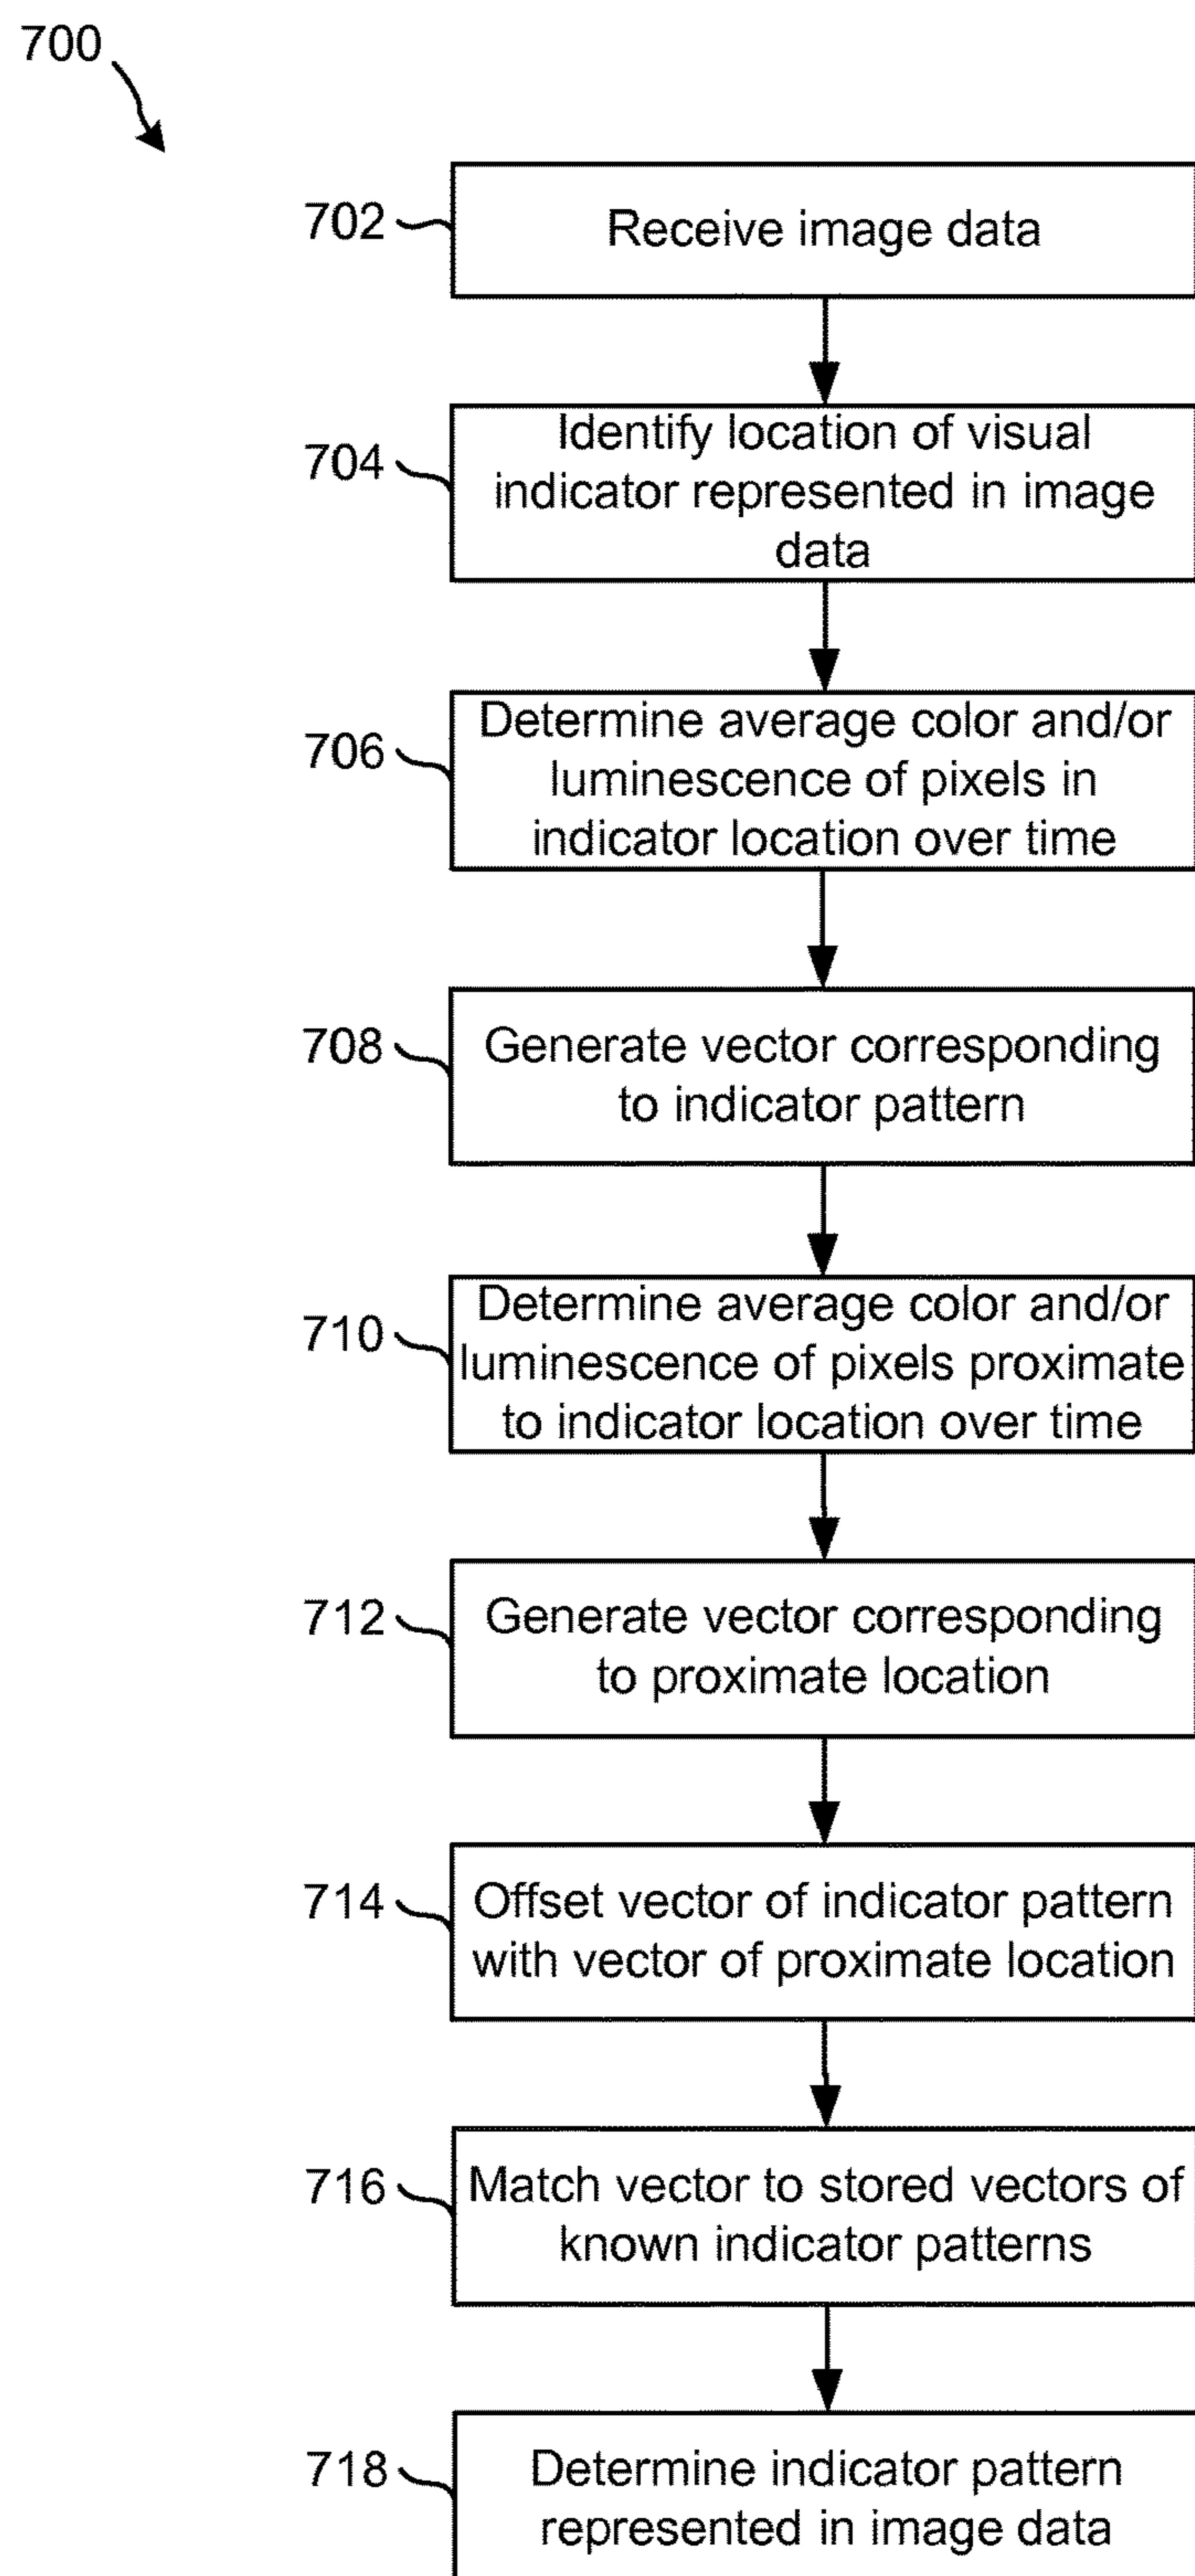 700
702
Receive image data
704
Identify location of visual
indicator represented in image
data
706
Determine average color and/or
luminescence of pixels in
indicator location over time
708
Generate vector corresponding
to indicator pattern
710
Determine average color and/or
luminescence of pixels proximate
to indicator location over time
712
Generate vector corresponding
to proximate location
714
Offset vector of indicator pattern
with vector of proximate location
716
Match vector to stored vectors of
known indicator patterns
718
Determine indicator pattern
represented in image data